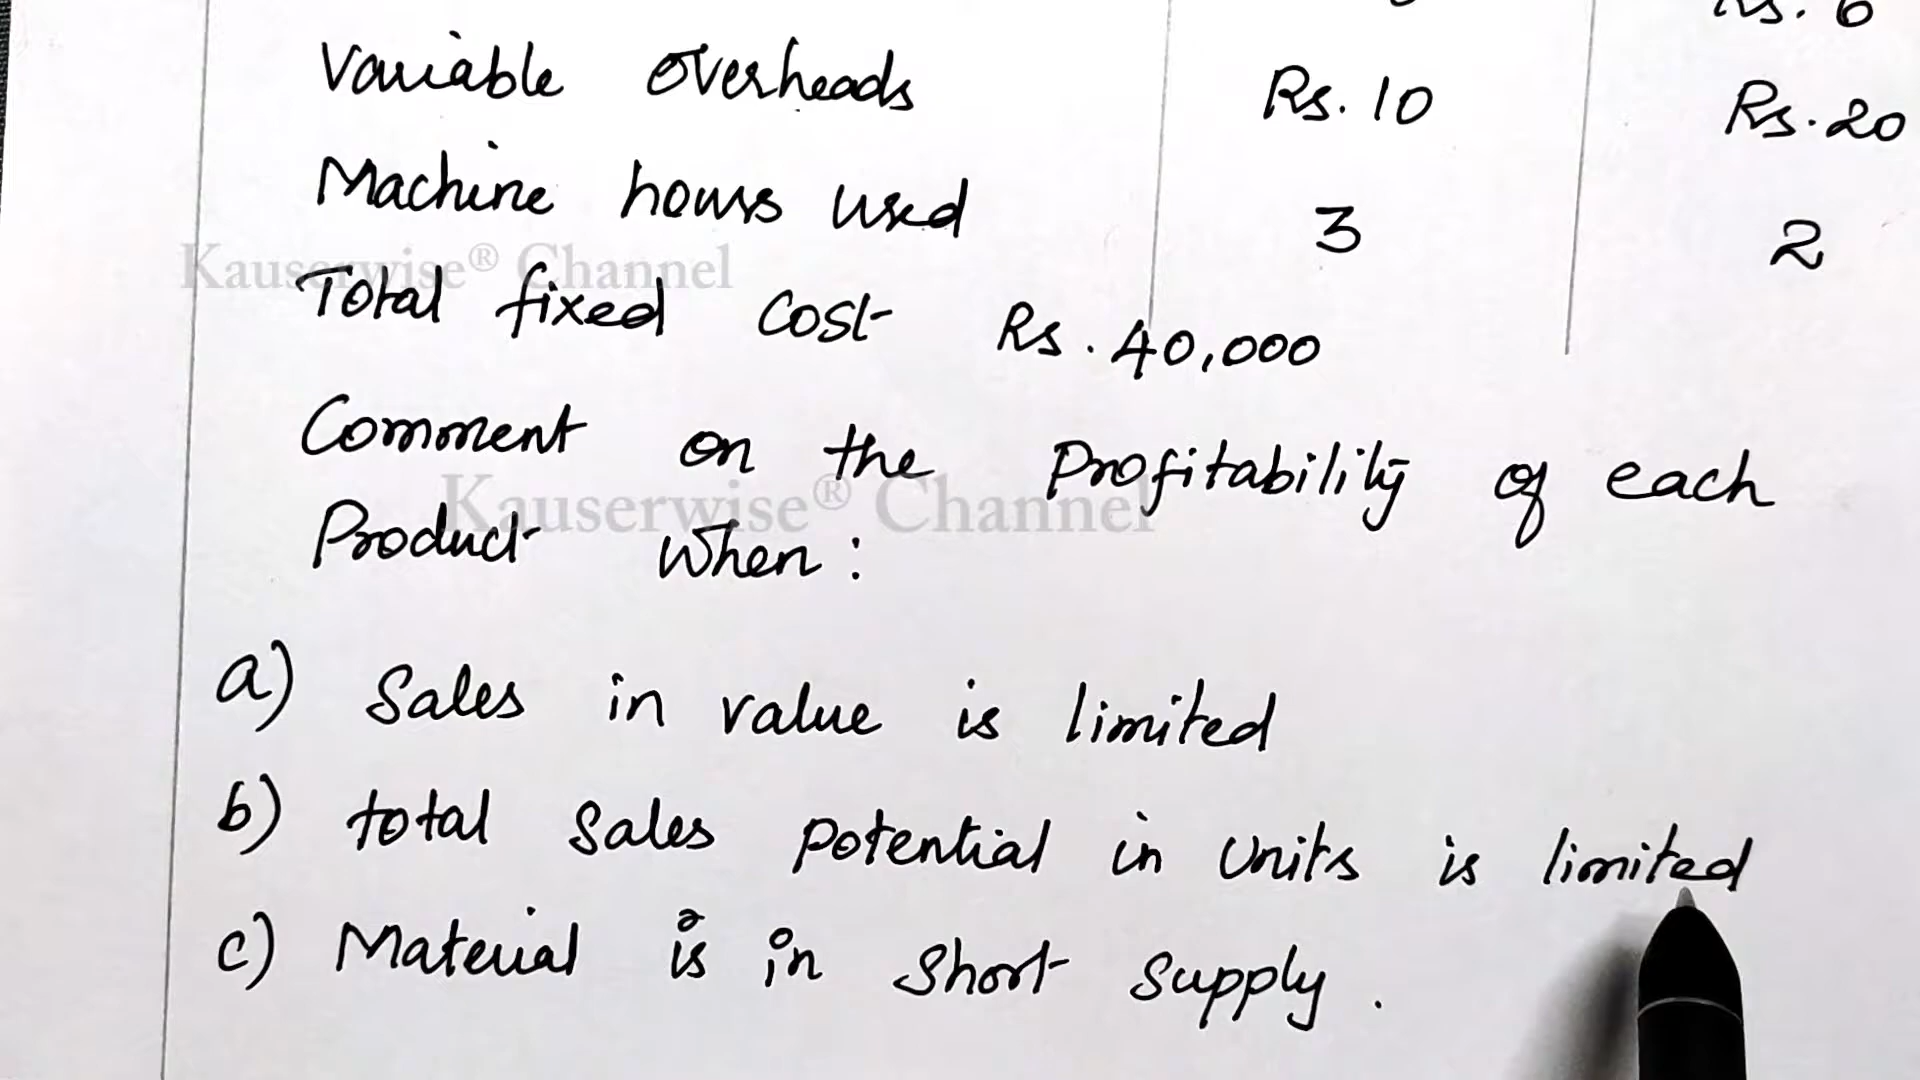 Rs. 6
Variable overheads Rs. 10 Rs. 20
Machine hours used 3 2
Kauserwise® Channel
Total fixed cost Rs. 40,000
Comment on the Profitability of each
Kauserwise® Channel
Product when :
a) Sales in value is limited
b) total Sales potential in units is limited
c) Material is in short supply .